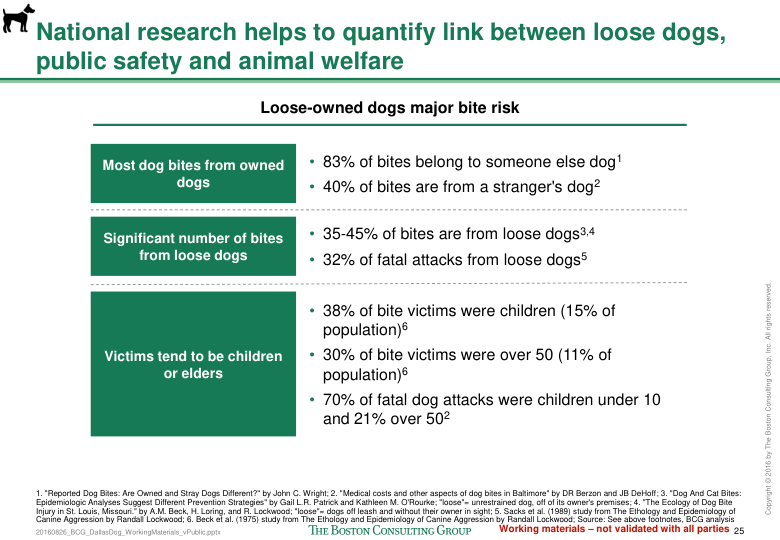 National research helps to quantify link between loose dogs,
public safety and animal welfare
Loose-owned dogs major bite risk
Most dog bites from owned
dogs
• 83% of bites belong to someone else dog1
• 40% of bites are from a stranger's dog2
Significant number of bites
from loose dogs
• 35-45% of bites are from loose dogs3,4
• 32% of fatal attacks from loose dogs5
Victims tend to be children
or elders
• 38% of bite victims were children (15% of
population)6
• 30% of bite victims were over 50 (11% of
population)6
• 70% of fatal dog attacks were children under 10
and 21% over 502
1. "Reported Dog Bites: Are Owned and Stray Dogs Different?" by John C. Wright; 2. "Medical costs and other aspects of dog bites in Baltimore" by DR Berzon and JB DeHoff; 3. "Dog And Cat Bites:
Epidemiologic Analyses Suggest Different Prevention Strategies" by Gail L.R. Patrick and Kathleen M. O'Rourke; "loose"= unrestrained dog, off of its owner's premises; 4. "The Ecology of Dog Bite
Injury in St. Louis, Missouri." by A.M. Beck, H. Loring, and R. Lockwood; "loose"= dogs off leash and without their owner in sight; 5. Sacks et al. (1989) study from The Ethology and Epidemiology of
Canine Aggression by Randall Lockwood; 6. Beck et al. (1975) study from The Ethology and Epidemiology of Canine Aggression by Randall Lockwood; Source: See above footnotes, BCG analysis
20160826_BCG_DallasDog_WorkingMaterials_vPublic.pptx
THE BOSTON CONSULTING GROUP
Working materials – not validated with all parties
25
Copyright © 2016 by The Boston Consulting Group, Inc. All rights reserved.